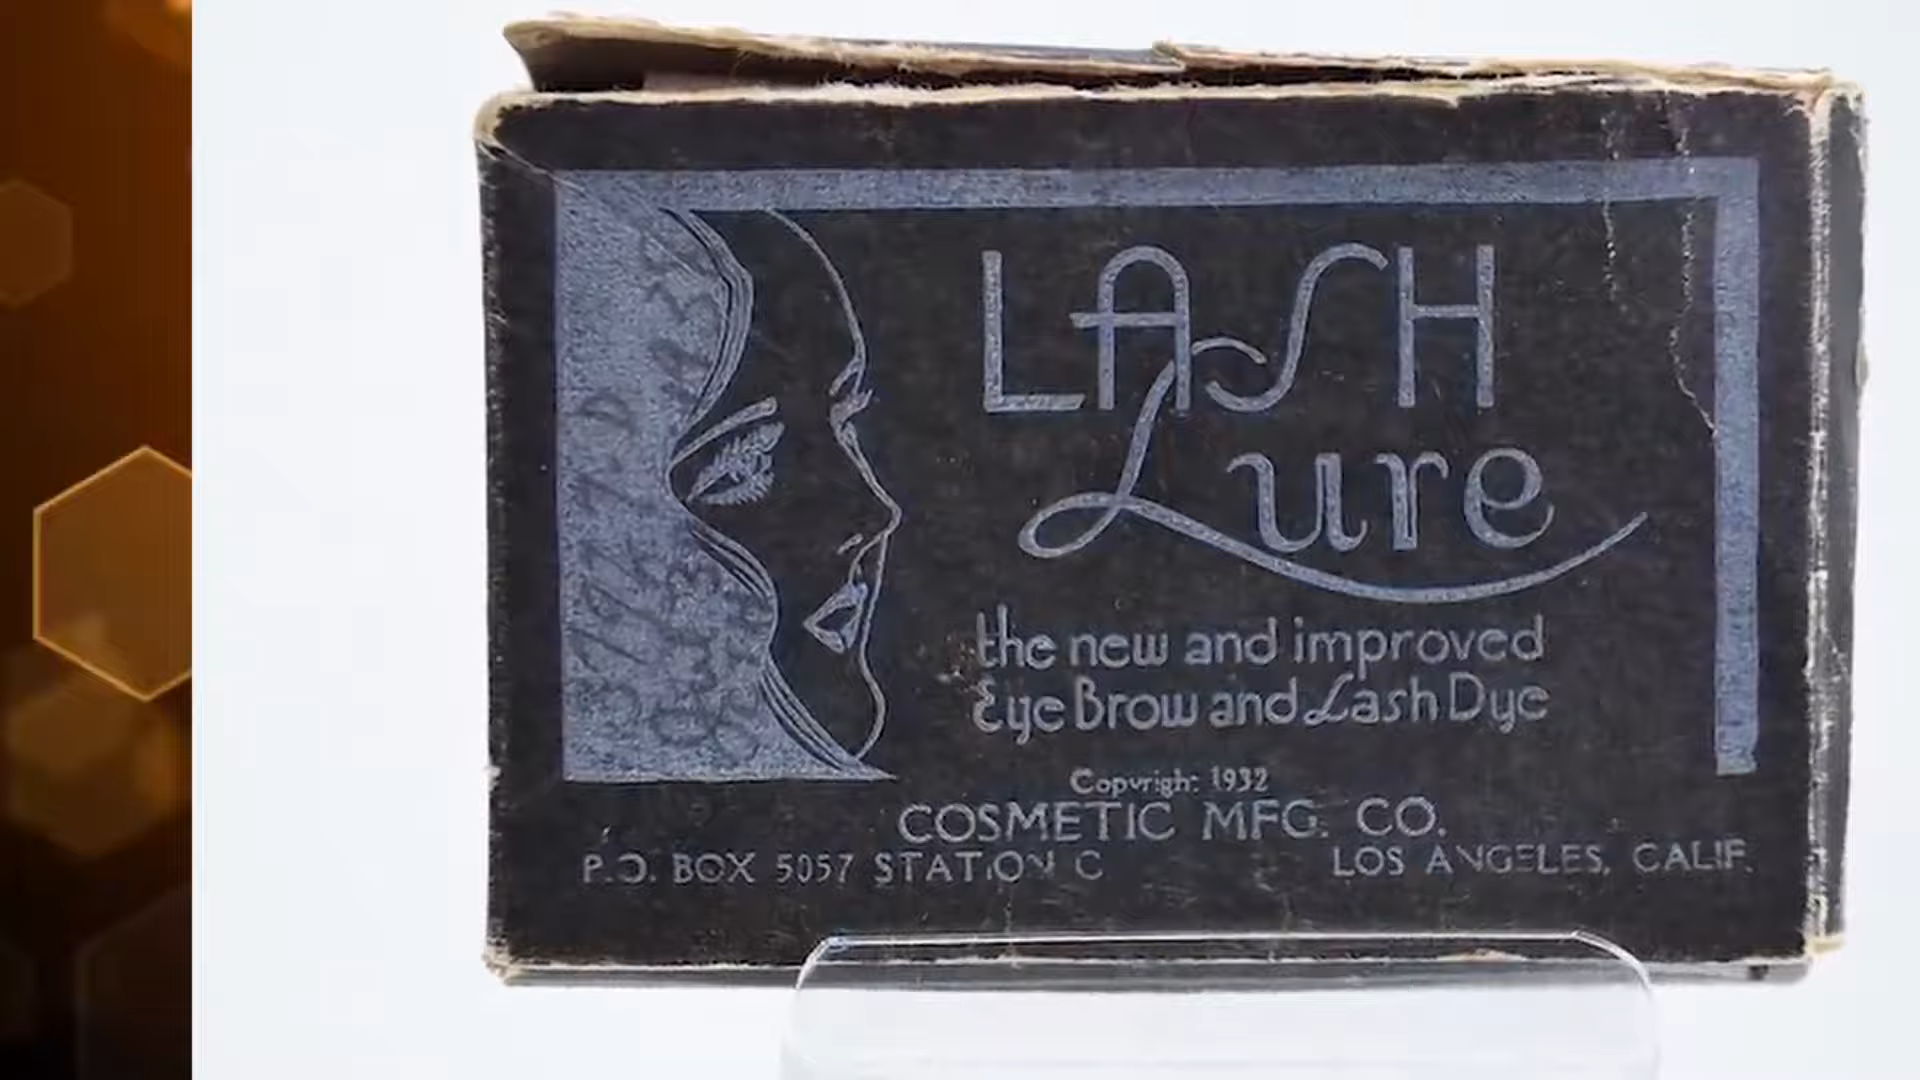 LASH
Lure
the new and improved
Eye Brow and Lash Dye
Copyright 1932
COSMETIC MFG. CO.
P.O. BOX 5057 STATION C
LOS ANGELES, CALIF.